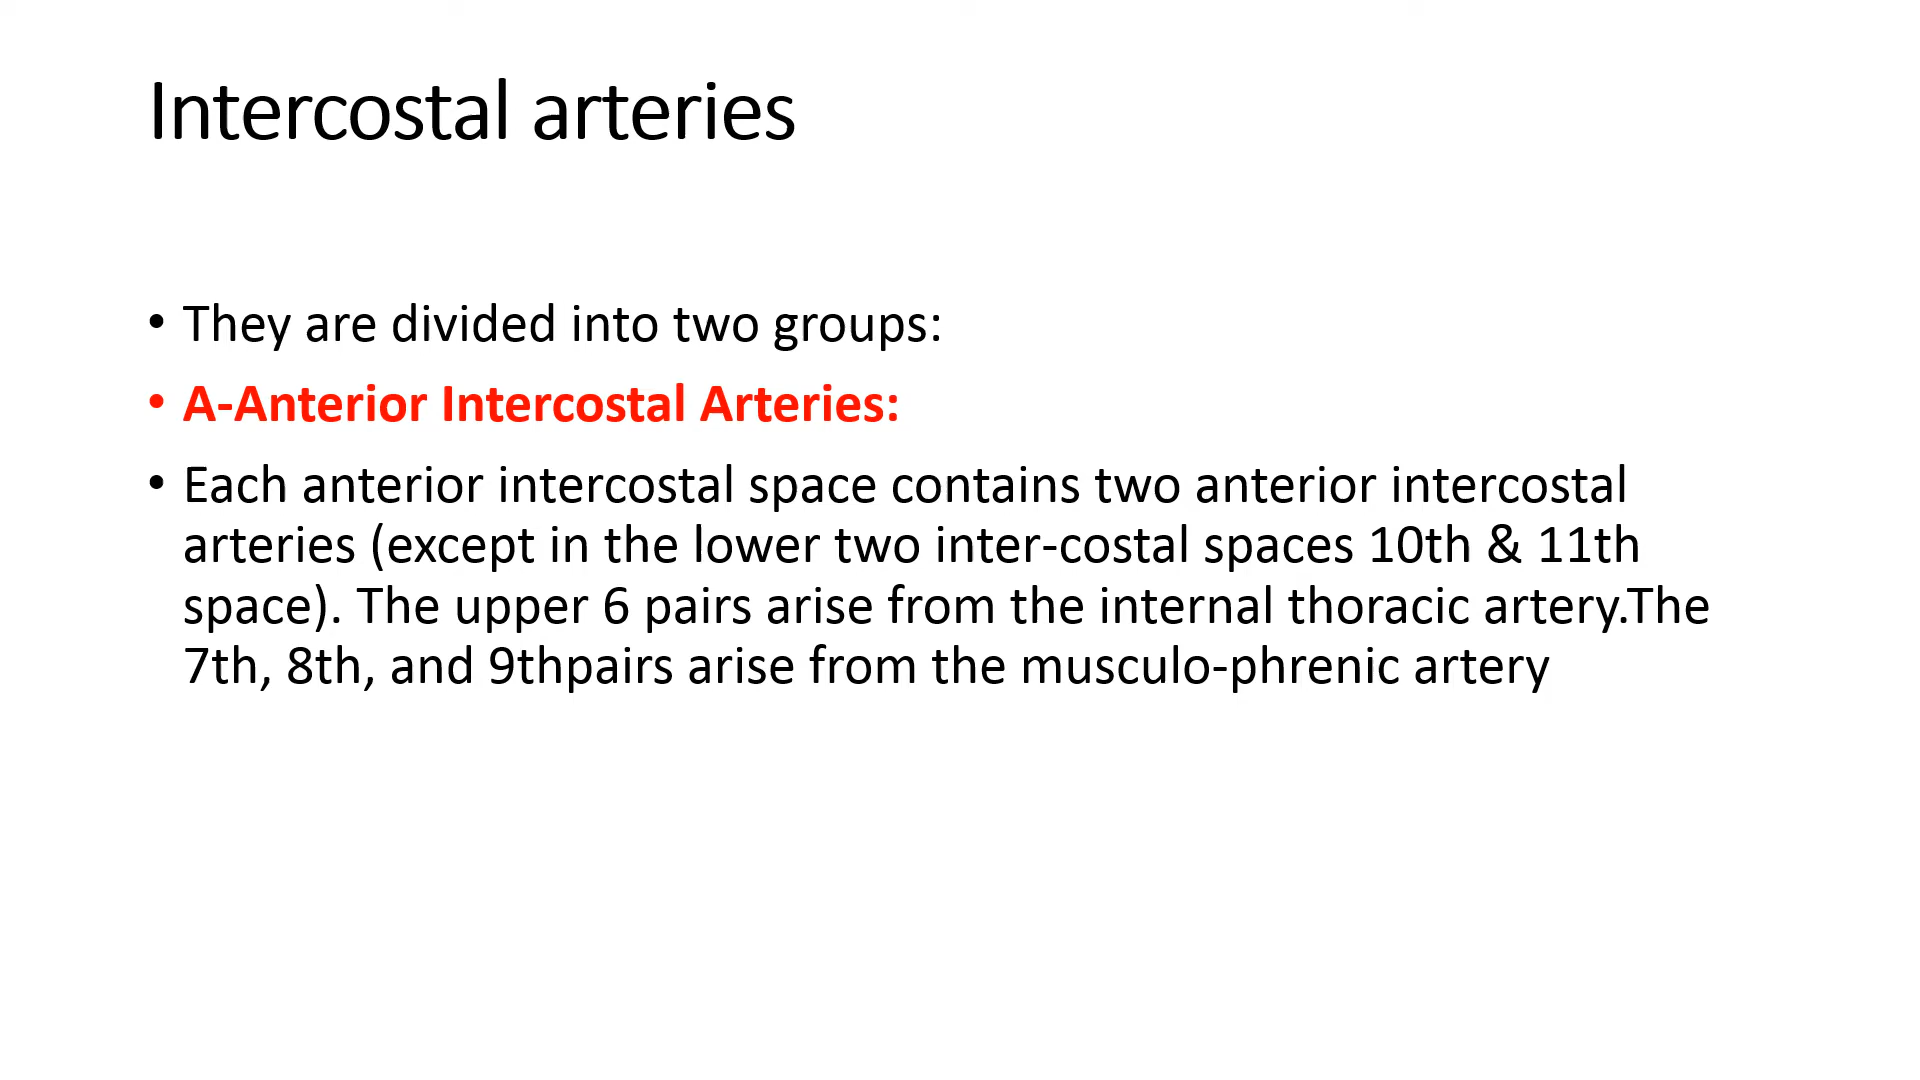 Intercostal arteries
• They are divided into two groups:
• A-Anterior Intercostal Arteries:
• Each anterior intercostal space contains two anterior intercostal
arteries (except in the lower two inter-costal spaces 10th & 11th
space). The upper 6 pairs arise from the internal thoracic artery.The
7th, 8th, and 9thpairs arise from the musculo-phrenic artery